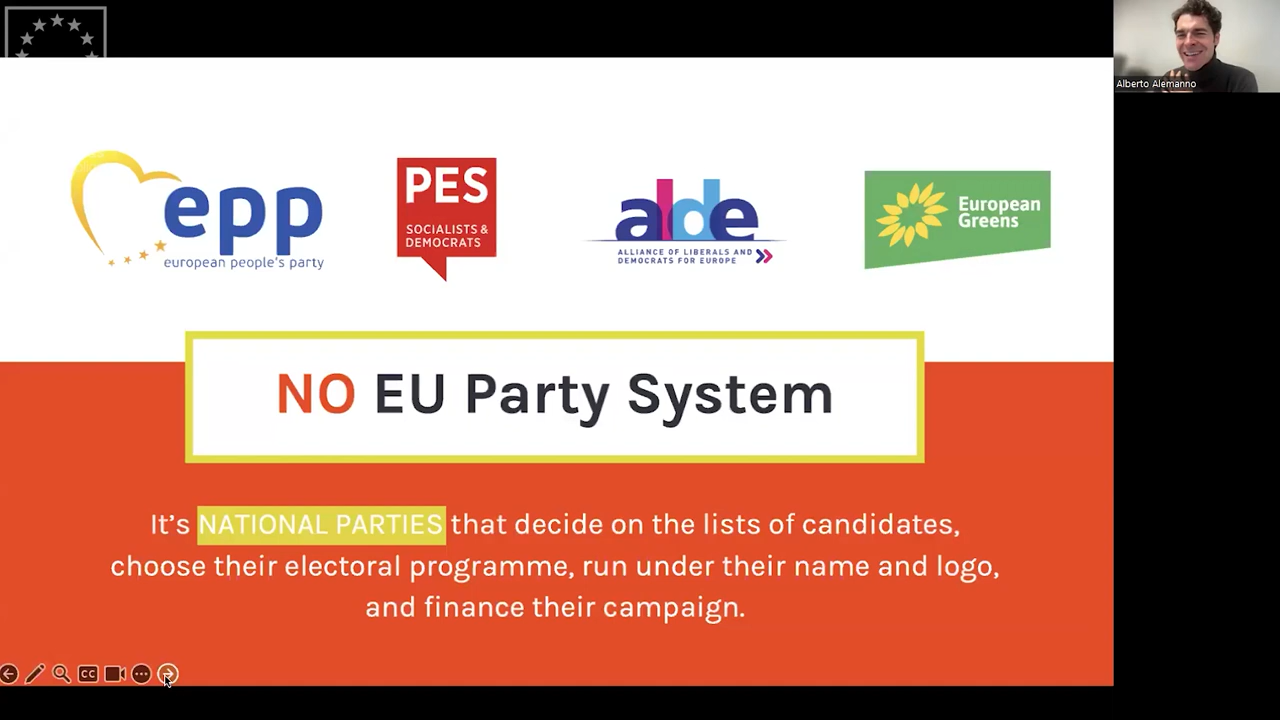 Alberto Alemanno
epp
european people's party
PES
SOCIALISTS &
DEMOCRATS
alde
ALLIANCE OF LIBERALS AND
DEMOCRATS FOR EUROPE
European
Greens
NO EU Party System
It's NATIONAL PARTIES that decide on the lists of candidates,
choose their electoral programme, run under their name and logo,
and finance their campaign.
CC